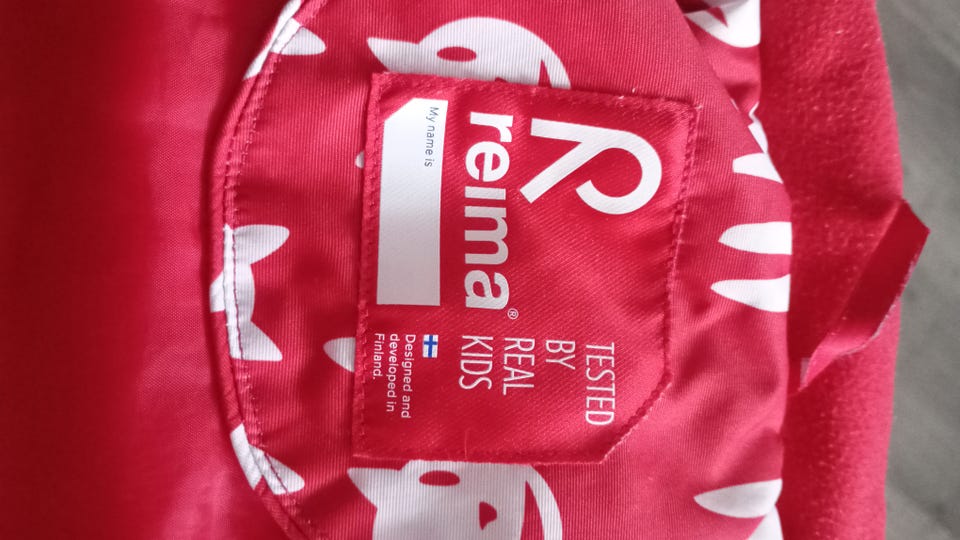 reima®
TESTED
BY
REAL
KIDS
My name is
Designed and
developed in
Finland.